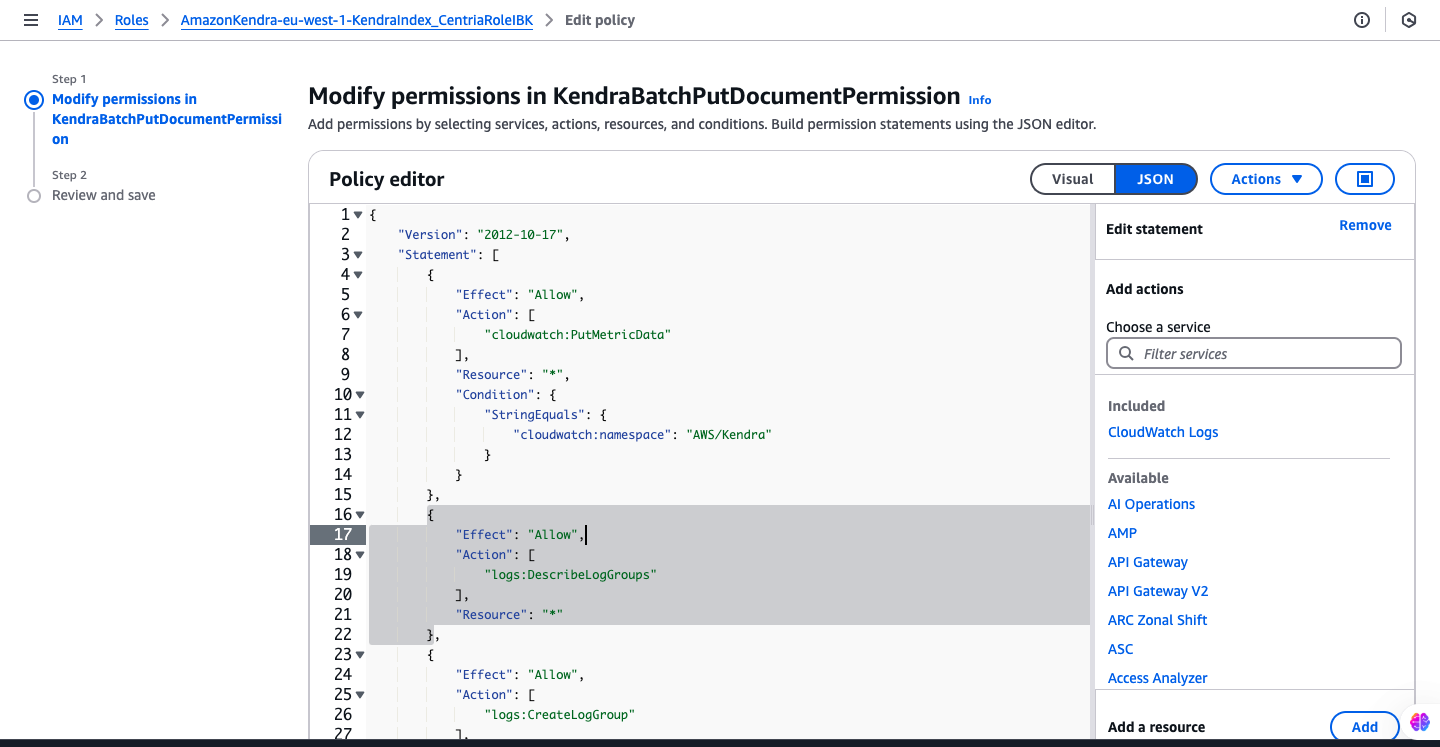 IAM > Roles > AmazonKendra-eu-west-1-KendraIndex_CentriaRoleIBK > Edit policy
Step 1
Modify permissions in
KendraBatchPutDocumentPermissi
on
Step 2
Review and save
Modify permissions in KendraBatchPutDocumentPermission Info
Add permissions by selecting services, actions, resources, and conditions. Build permission statements using the JSON editor.
Policy editor
Visual JSON Actions
1 {
2 "Version": "2012-10-17",
3 "Statement": [
4 {
5 "Effect": "Allow",
6 "Action": [
7 "cloudwatch:PutMetricData"
8 ],
9 "Resource": "*",
10 "Condition": {
11 "StringEquals": {
12 "cloudwatch:namespace": "AWS/Kendra"
13 }
14 }
15 },
16 {
17 "Effect": "Allow",
18 "Action": [
19 "logs:DescribeLogGroups"
20 ],
21 "Resource": "*"
22 },
23 {
24 "Effect": "Allow",
25 "Action": [
26 "logs:CreateLogGroup"
27 ],
Edit statement
Remove
Add actions
Choose a service
Filter services
Included
CloudWatch Logs
Available
AI Operations
AMP
API Gateway
API Gateway V2
ARC Zonal Shift
ASC
Access Analyzer
Add a resource
Add